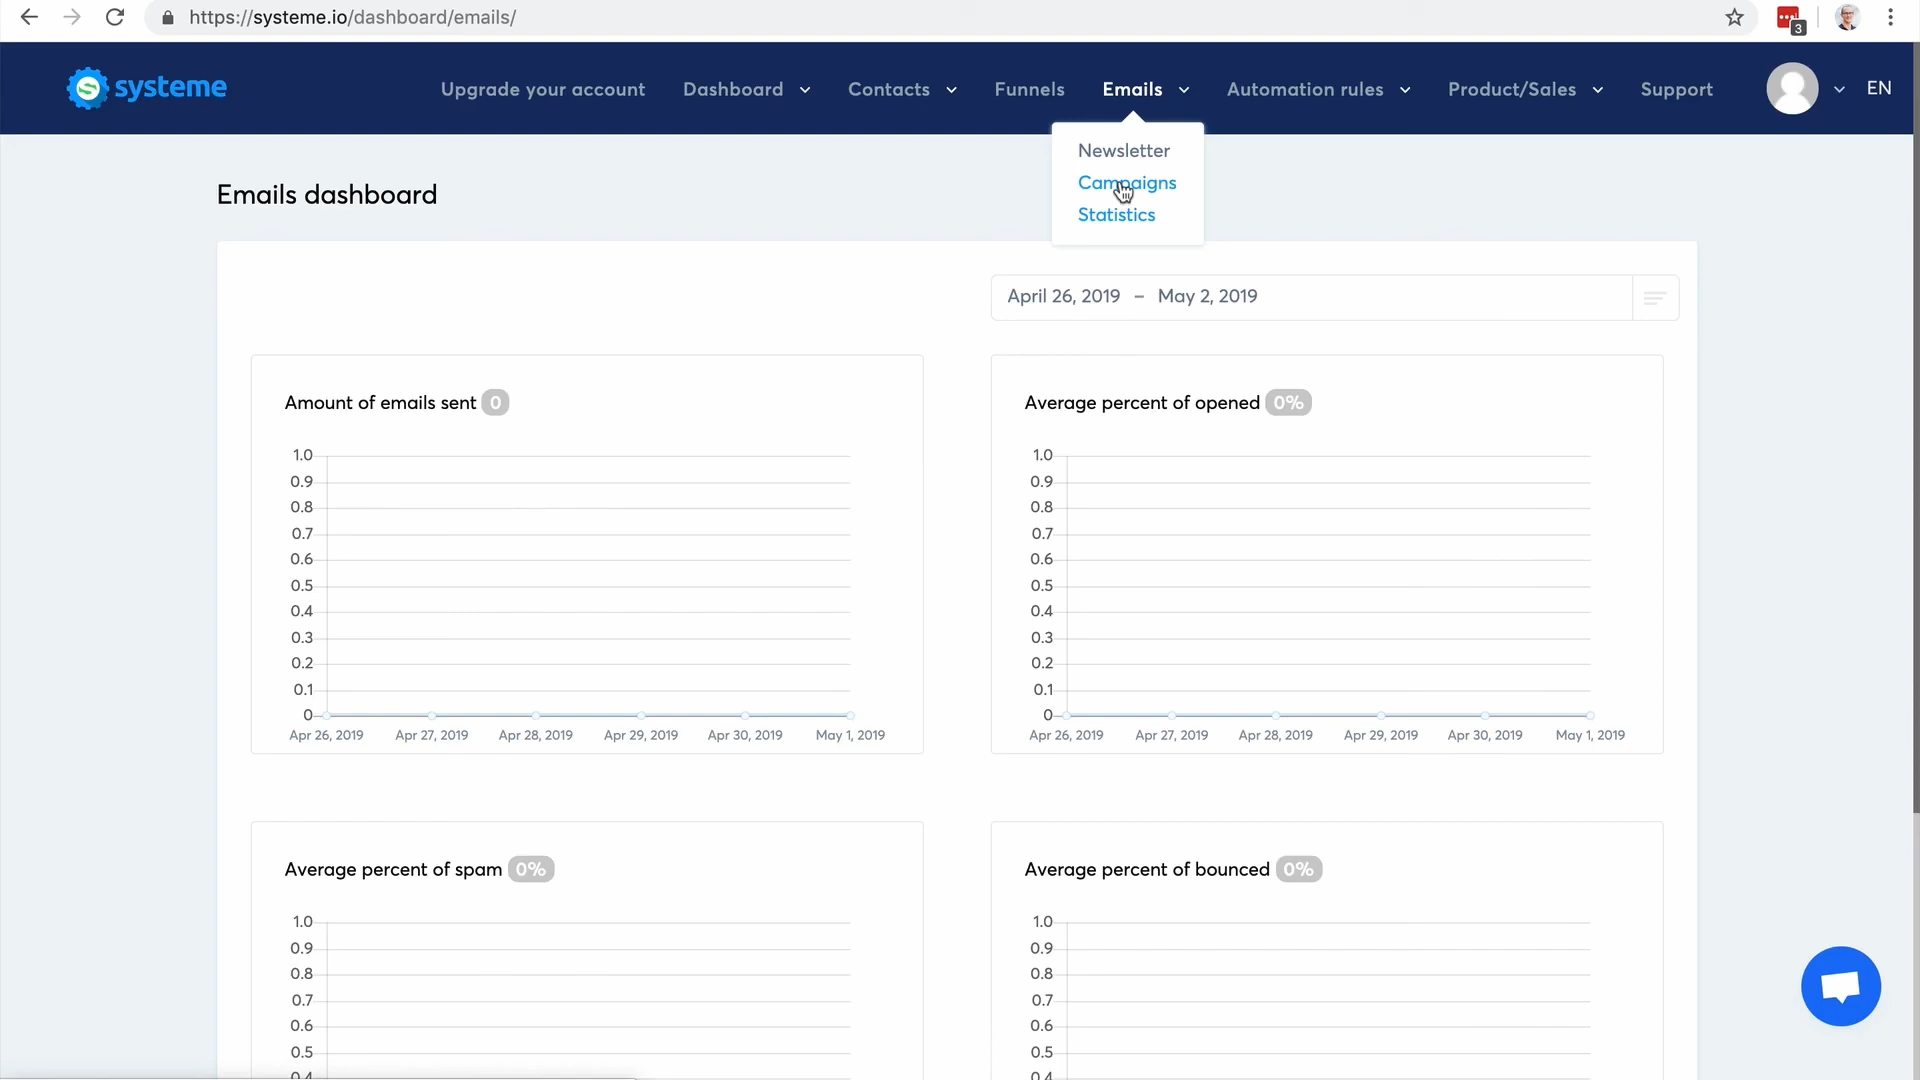 https://systeme.io/dashboard/emails/
3
systeme
Upgrade your account
Dashboard
Contacts
Funnels
Emails
Automation rules
Product/Sales
Support
EN
Newsletter
Campaigns
Statistics
Emails dashboard
April 26, 2019 – May 2, 2019
Amount of emails sent 0
1.0
0.9
0.8
0.7
0.6
0.5
0.4
0.3
0.2
0.1
0
Apr 26, 2019 Apr 27, 2019 Apr 28, 2019 Apr 29, 2019 Apr 30, 2019 May 1, 2019
Average percent of opened 0%
1.0
0.9
0.8
0.7
0.6
0.5
0.4
0.3
0.2
0.1
0
Apr 26, 2019 Apr 27, 2019 Apr 28, 2019 Apr 29, 2019 Apr 30, 2019 May 1, 2019
Average percent of spam 0%
1.0
0.9
0.8
0.7
0.6
0.5
0.4
Average percent of bounced 0%
1.0
0.9
0.8
0.7
0.6
0.5
0.4